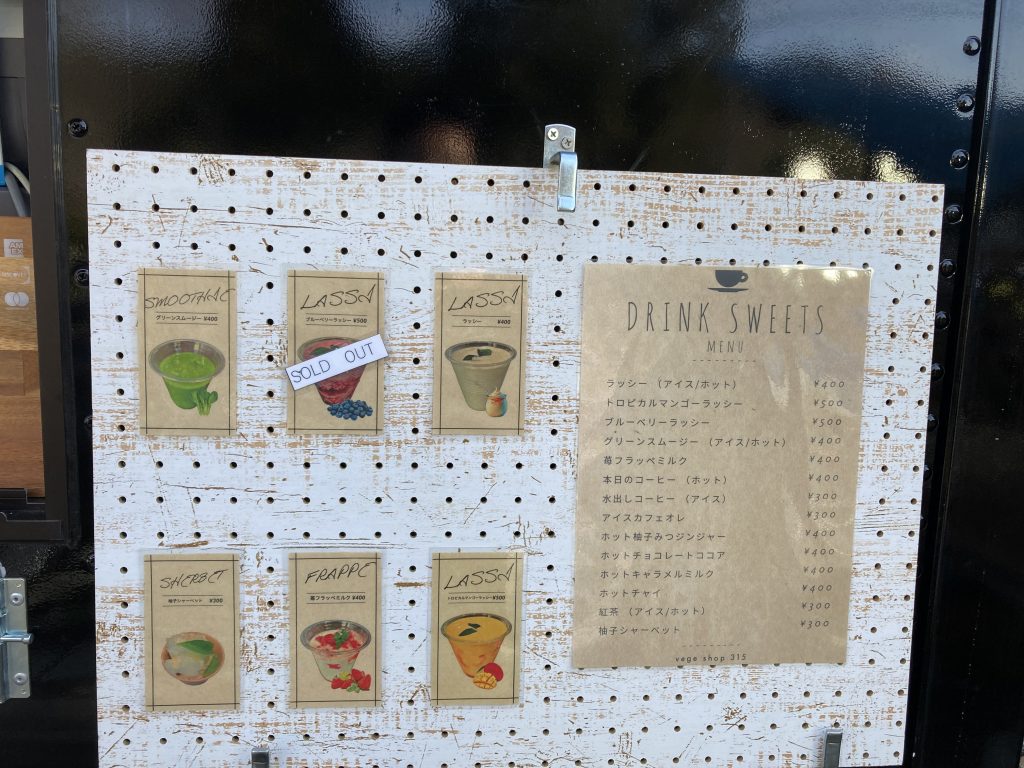 SMOOTHIE
グリーンスムージー ¥400
LASSI
ブルーベリーラッシー ¥500
SOLD OUT
LASSI
ラッシー ¥400
SHERBET
柚子シャーベット ¥300
FRAPPE
苺フラッペミルク ¥400
LASSI
トロピカルマンゴーラッシー ¥500
DRINK SWEETS
MENU
ラッシー (アイス/ホット) ¥400
トロピカルマンゴーラッシー ¥500
ブルーベリーラッシー ¥500
グリーンスムージー (アイス/ホット) ¥400
苺フラッペミルク ¥400
本日のコーヒー (ホット) ¥400
水出しコーヒー (アイス) ¥300
アイスカフェオレ ¥300
ホット柚子みつジンジャー ¥400
ホットチョコレートココア ¥400
ホットキャラメルミルク ¥400
ホットチャイ ¥400
紅茶 (アイス/ホット) ¥300
柚子シャーベット ¥300
vege shop 315
AM
EX